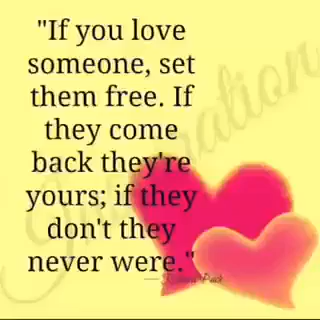 "If you love
someone, set
them free. If
they come
back they're
yours; if they
don't they
never were."